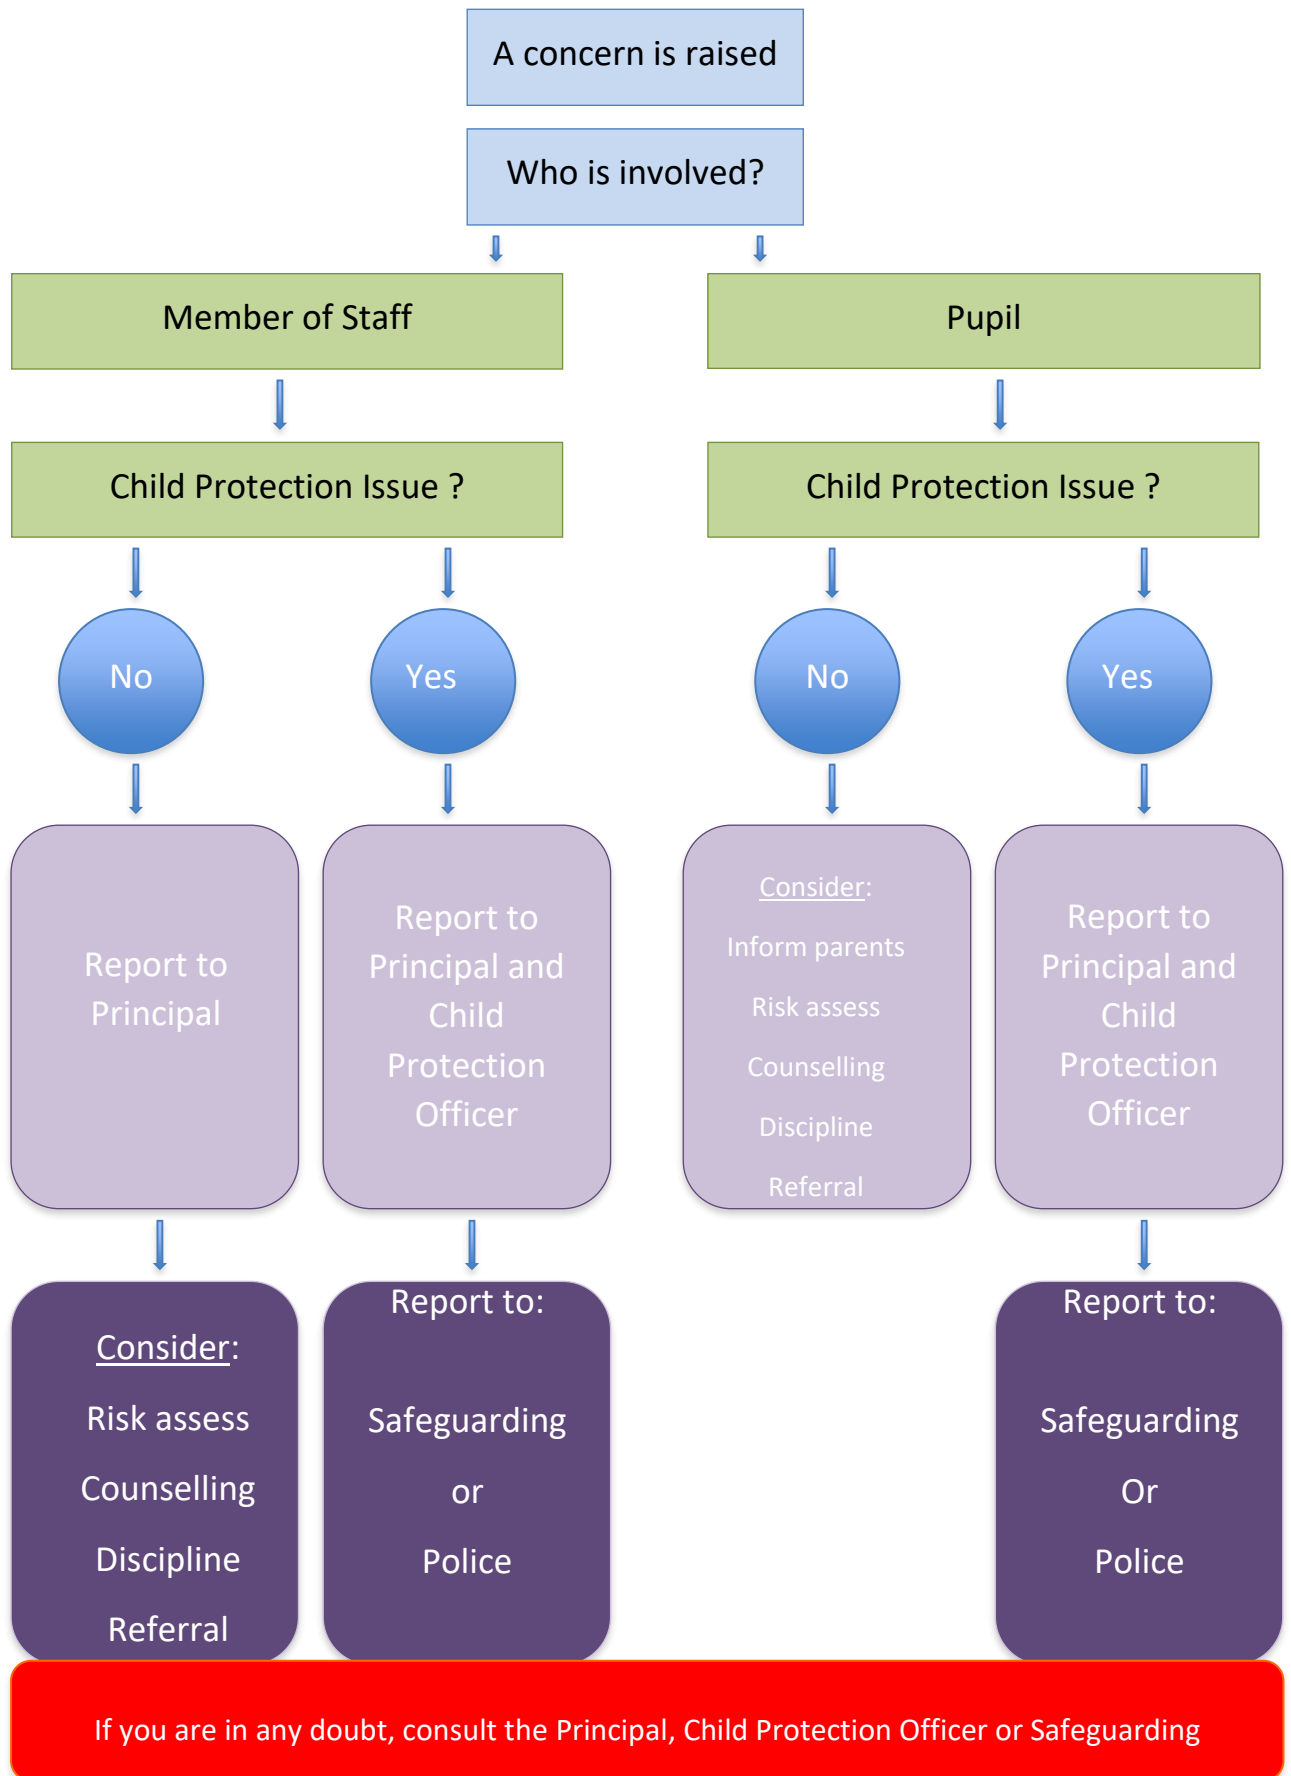 A concern is raised
Who is involved?
Member of Staff
Pupil
Child Protection Issue ?
Child Protection Issue ?
No
Yes
No
Yes
Report to
Principal
Report to
Principal and
Child
Protection
Officer
Consider:
Inform parents
Risk assess
Counselling
Discipline
Referral
Report to
Principal and
Child
Protection
Officer
Consider:
Risk assess
Counselling
Discipline
Referral
Report to:
Safeguarding
or
Police
Report to:
Safeguarding
Or
Police
If you are in any doubt, consult the Principal, Child Protection Officer or Safeguarding